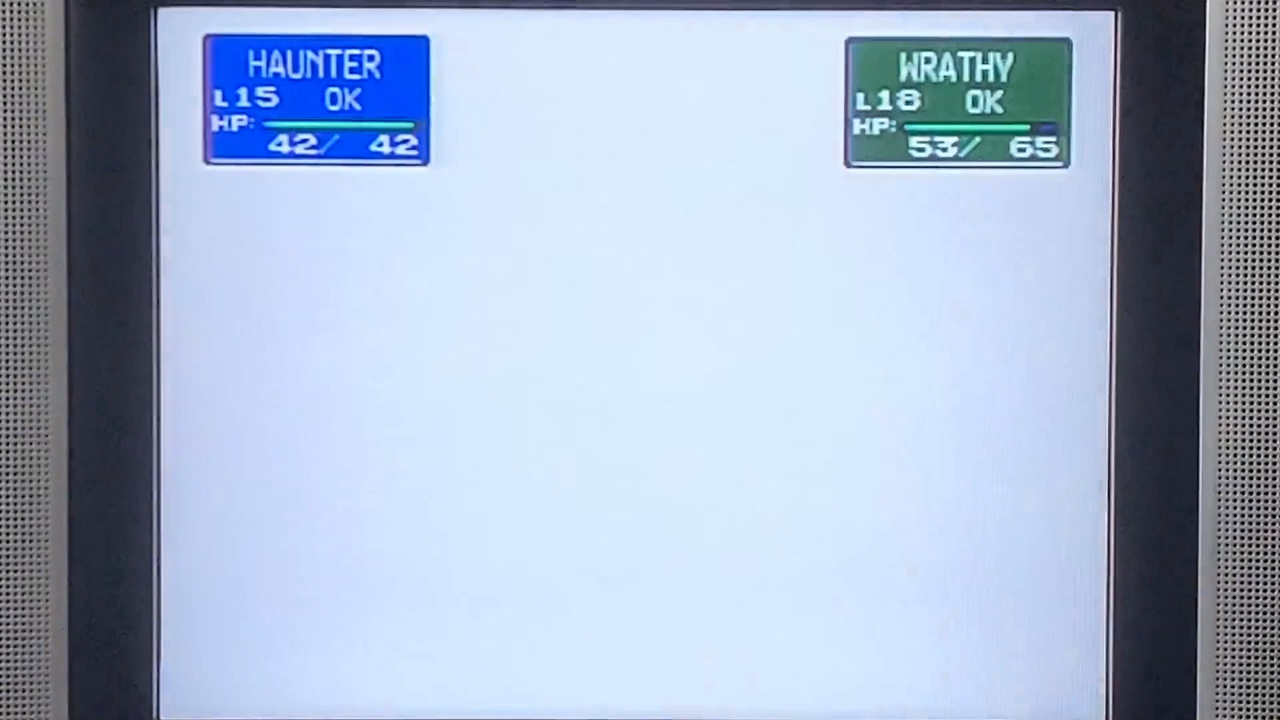 HAUNTER
L15 OK
HP:
42/ 42
WRATHY
L18 OK
HP:
53/ 65